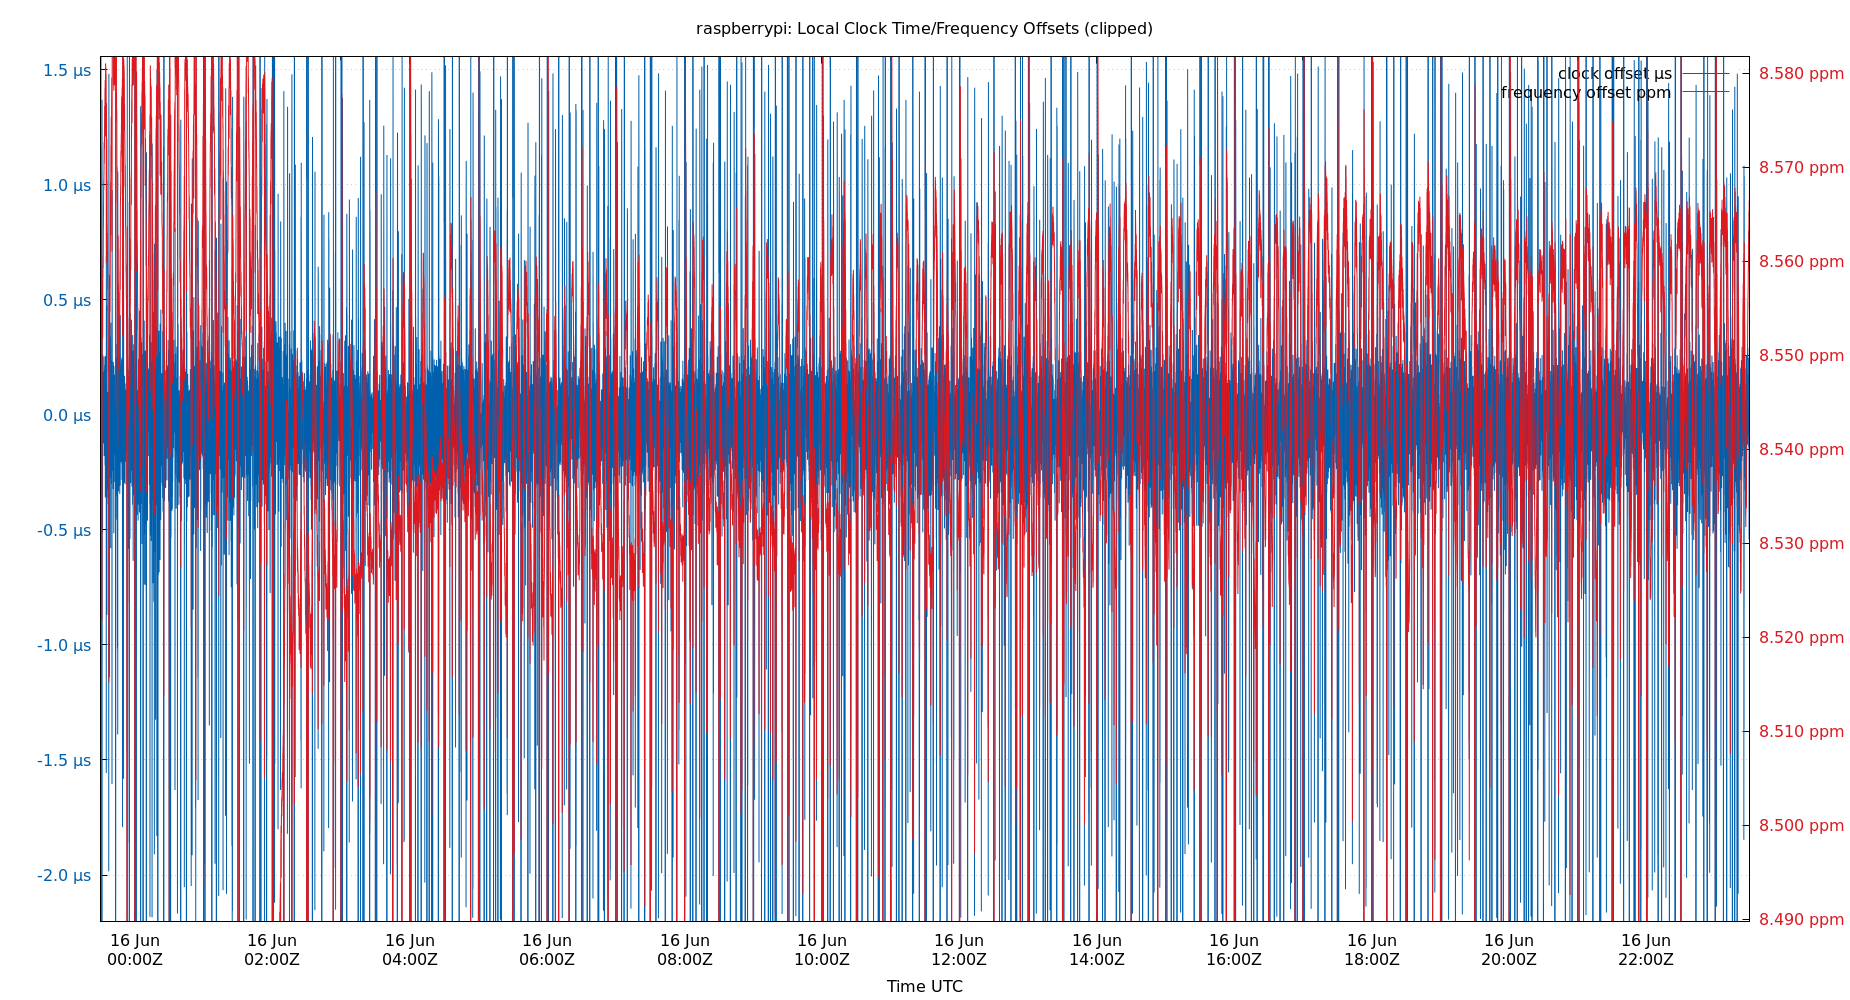 raspberrypi: Local Clock Time/Frequency Offsets (clipped)
clock offset µs
frequency offset ppm
1.5 µs
1.0 µs
0.5 µs
0.0 µs
-0.5 µs
-1.0 µs
-1.5 µs
-2.0 µs
8.580 ppm
8.570 ppm
8.560 ppm
8.550 ppm
8.540 ppm
8.530 ppm
8.520 ppm
8.510 ppm
8.500 ppm
8.490 ppm
16 Jun 16 Jun 16 Jun 16 Jun 16 Jun 16 Jun 16 Jun 16 Jun 16 Jun 16 Jun 16 Jun 16 Jun
00:00Z 02:00Z 04:00Z 06:00Z 08:00Z 10:00Z 12:00Z 14:00Z 16:00Z 18:00Z 20:00Z 22:00Z
Time UTC